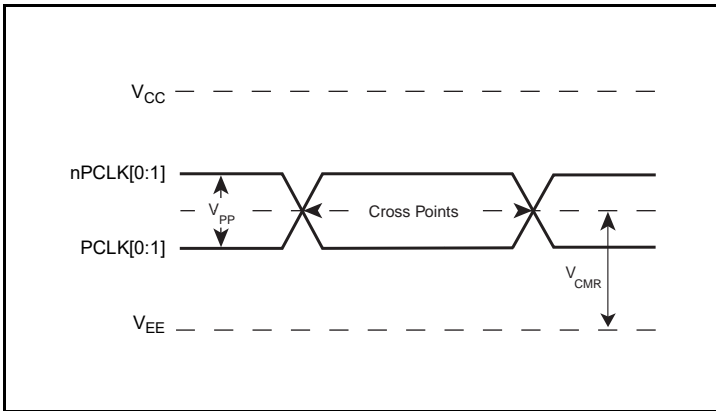 VCC
nPCLK[0:1]
VPP
Cross Points
PCLK[0:1]
VCMR
VEE